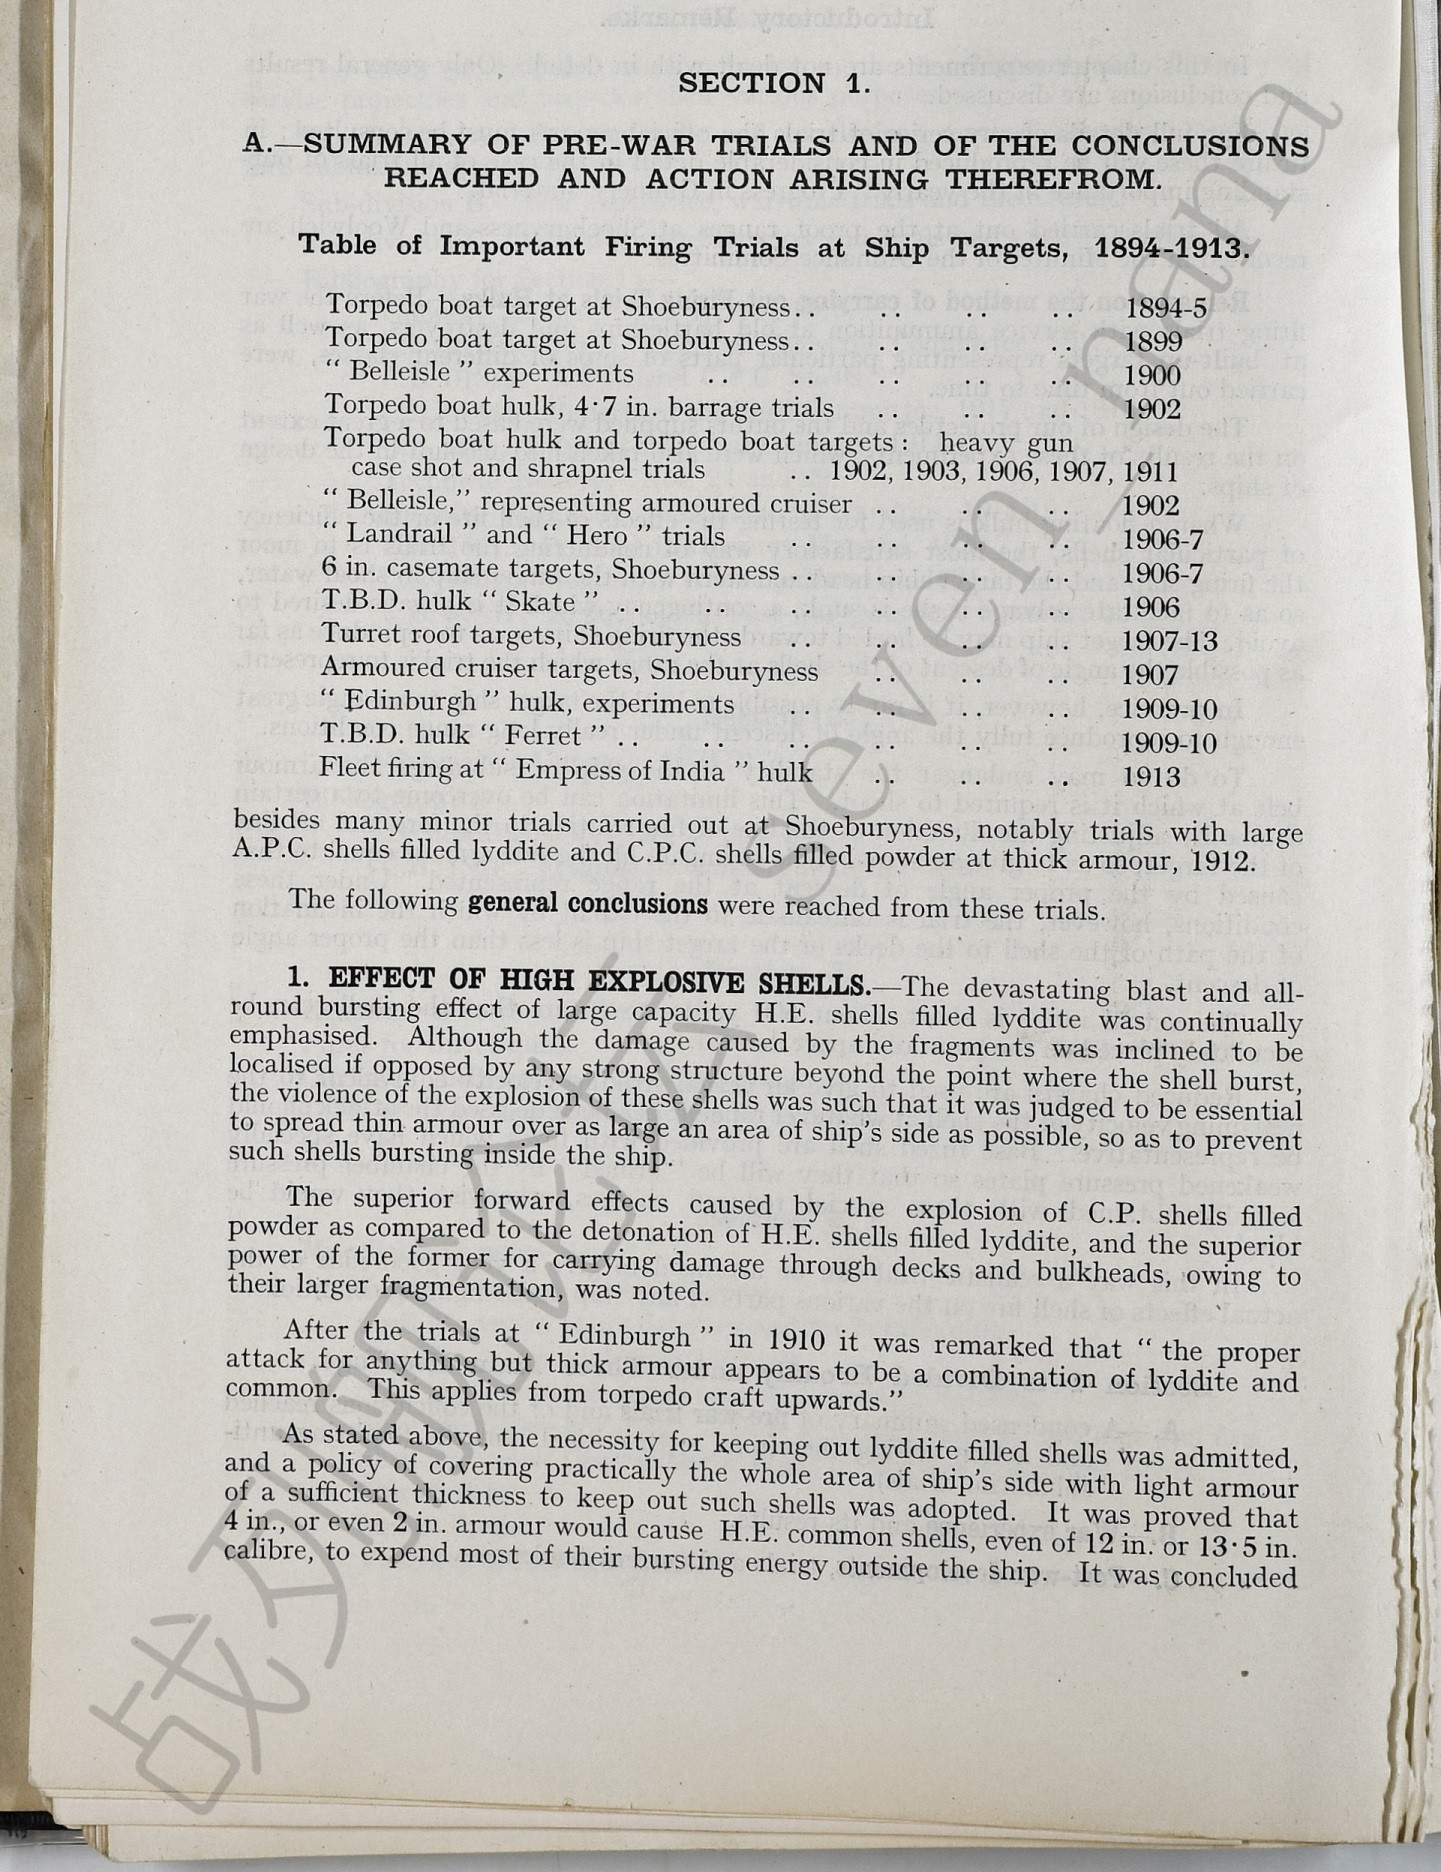 SECTION 1.
A.—SUMMARY OF PRE-WAR TRIALS AND OF THE CONCLUSIONS
REACHED AND ACTION ARISING THEREFROM.
Table of Important Firing Trials at Ship Targets, 1894-1913.
Torpedo boat target at Shoeburyness.. .. .. .. 1894-5
Torpedo boat target at Shoeburyness.. .. .. .. 1899
“ Belleisle ” experiments .. .. .. .. .. 1900
Torpedo boat hulk, 4·7 in. barrage trials .. .. .. 1902
Torpedo boat hulk and torpedo boat targets : heavy gun
case shot and shrapnel trials .. 1902, 1903, 1906, 1907, 1911
“ Belleisle,” representing armoured cruiser .. .. .. 1902
“ Landrail ” and “ Hero ” trials .. .. .. .. 1906-7
6 in. casemate targets, Shoeburyness .. .. .. .. 1906-7
T.B.D. hulk “ Skate ” .. .. .. .. .. .. 1906
Turret roof targets, Shoeburyness .. .. .. .. 1907-13
Armoured cruiser targets, Shoeburyness .. .. .. 1907
“ Edinburgh ” hulk, experiments .. .. .. .. 1909-10
T.B.D. hulk “ Ferret ” .. .. .. .. .. .. 1909-10
Fleet firing at “ Empress of India ” hulk .. .. .. 1913
besides many minor trials carried out at Shoeburyness, notably trials with large
A.P.C. shells filled lyddite and C.P.C. shells filled powder at thick armour, 1912.
The following general conclusions were reached from these trials.
1. EFFECT OF HIGH EXPLOSIVE SHELLS.—The devastating blast and all-
round bursting effect of large capacity H.E. shells filled lyddite was continually
emphasised. Although the damage caused by the fragments was inclined to be
localised if opposed by any strong structure beyond the point where the shell burst,
the violence of the explosion of these shells was such that it was judged to be essential
to spread thin armour over as large an area of ship's side as possible, so as to prevent
such shells bursting inside the ship.
The superior forward effects caused by the explosion of C.P. shells filled
powder as compared to the detonation of H.E. shells filled lyddite, and the superior
power of the former for carrying damage through decks and bulkheads, owing to
their larger fragmentation, was noted.
After the trials at “ Edinburgh ” in 1910 it was remarked that “ the proper
attack for anything but thick armour appears to be a combination of lyddite and
common. This applies from torpedo craft upwards.”
As stated above, the necessity for keeping out lyddite filled shells was admitted,
and a policy of covering practically the whole area of ship's side with light armour
of a sufficient thickness to keep out such shells was adopted. It was proved that
4 in., or even 2 in. armour would cause H.E. common shells, even of 12 in. or 13·5 in.
calibre, to expend most of their bursting energy outside the ship. It was concluded
seven_nana